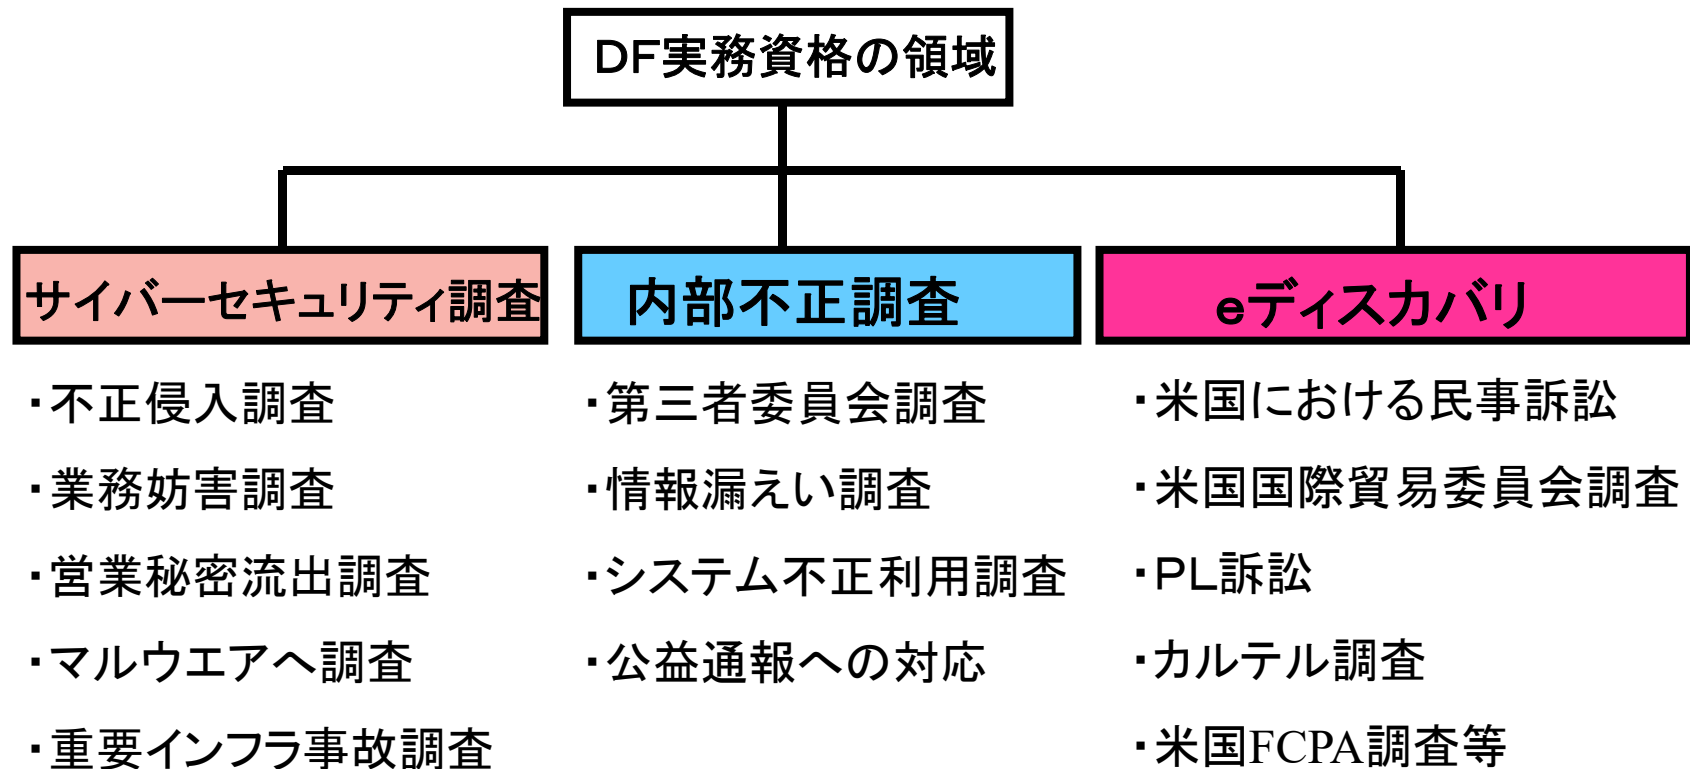 DF実務資格の領域
サイバーセキュリティ調査
・不正侵入調査
・業務妨害調査
・営業秘密流出調査
・マルウエアへ調査
・重要インフラ事故調査
内部不正調査
・第三者委員会調査
・情報漏えい調査
・システム不正利用調査
・公益通報への対応
eディスカバリ
・米国における民事訴訟
・米国国際貿易委員会調査
・PL訴訟
・カルテル調査
・米国FCPA調査等